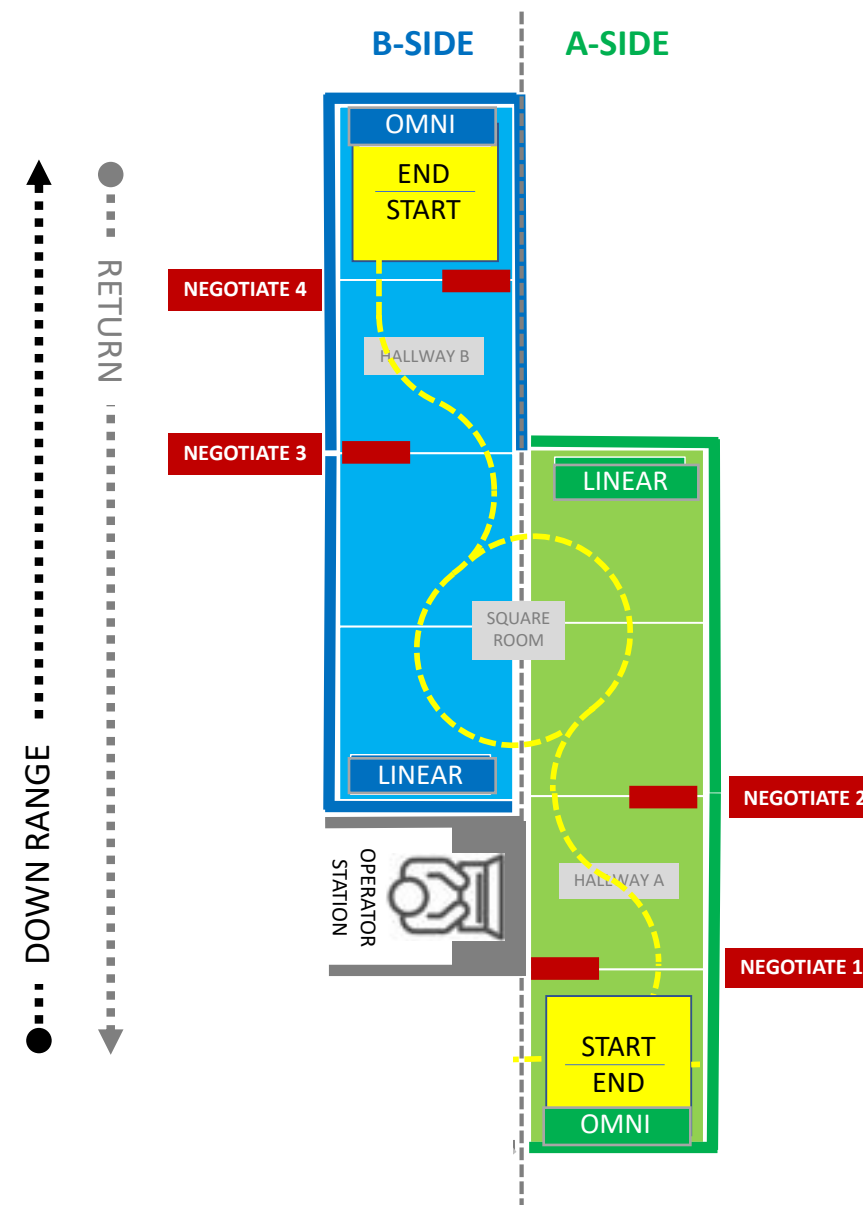 B-SIDE
A-SIDE
OMNI
END
START
RETURN
NEGOTIATE 4
HALLWAY B
NEGOTIATE 3
LINEAR
SQUARE
ROOM
DOWN RANGE
LINEAR
NEGOTIATE 2
OPERATOR
STATION
HALLWAY A
NEGOTIATE 1
START
END
OMNI